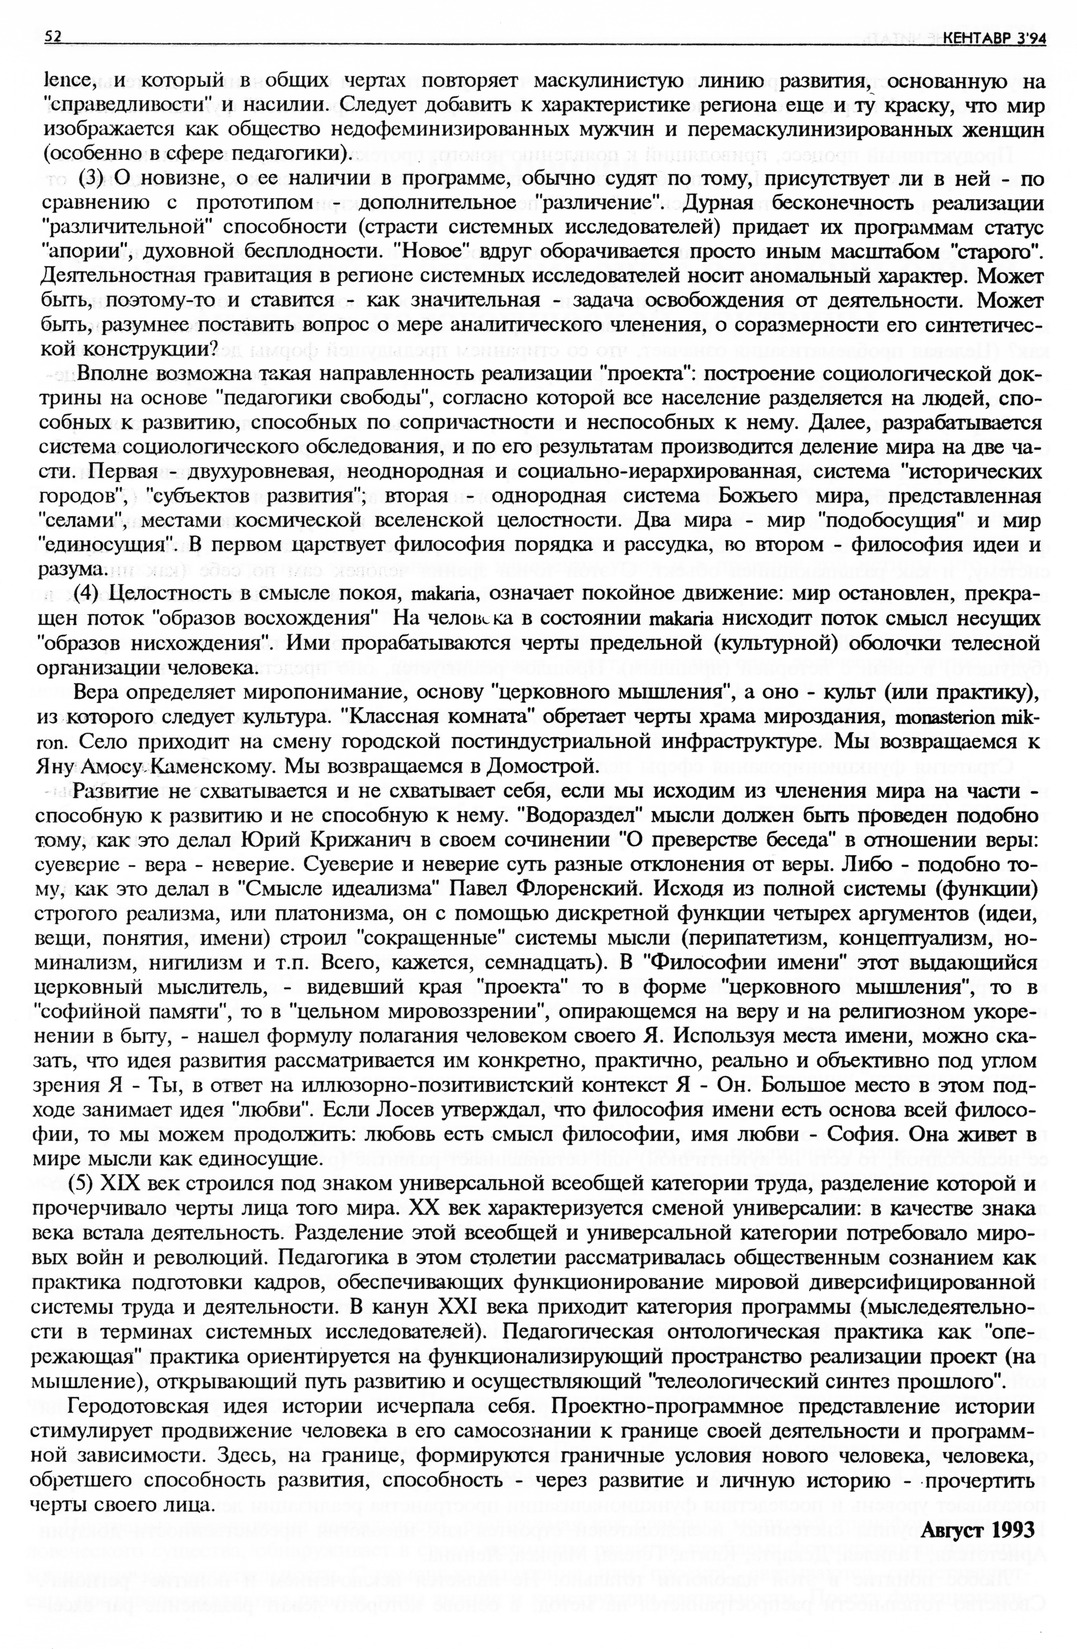 52 КЕНТАВР 3'94
lence, и который в общих чертах повторяет маскулинистую линию развития, основанную на
"справедливости" и насилии. Следует добавить к характеристике региона еще и ту краску, что мир
изображается как общество недофеминизированных мужчин и перемаскулинизированных женщин
(особенно в сфере педагогики).
(3) О новизне, о ее наличии в программе, обычно судят по тому, присутствует ли в ней - по
сравнению с прототипом - дополнительное "различение". Дурная бесконечность реализации
"различительной" способности (страсти системных исследователей) придает их программам статус
"апории", духовной бесплодности. "Новое" вдруг оборачивается просто иным масштабом "старого".
Деятельностная гравитация в регионе системных исследователей носит аномальный характер. Может
быть, поэтому-то и ставится - как значительная - задача освобождения от деятельности. Может
быть, разумнее поставить вопрос о мере аналитического членения, о соразмерности его синтетичес-
кой конструкции?
Вполне возможна такая направленность реализации "проекта": построение социологической док-
трины на основе "педагогики свободы", согласно которой все население разделяется на людей, спо-
собных к развитию, способных по сопричастности и неспособных к нему. Далее, разрабатывается
система социологического обследования, и по его результатам производится деление мира на две ча-
сти. Первая - двухуровневая, неоднородная и социально-иерархированная, система "исторических
городов", "субъектов развития"; вторая - однородная система Божьего мира, представленная
"селами", местами космической вселенской целостности. Два мира - мир "подобосущия" и мир
"единосущия". В первом царствует философия порядка и рассудка, во втором - философия идеи и
разума.
(4) Целостность в смысле покоя, makaria, означает покойное движение: мир остановлен, прекра-
щен поток "образов восхождения" На человека в состоянии makaria нисходит поток смысл несущих
"образов нисхождения". Ими прорабатываются черты предельной (культурной) оболочки телесной
организации человека.
Вера определяет миропонимание, основу "церковного мышления", а оно - культ (или практику),
из которого следует культура. "Классная комната" обретает черты храма мироздания, monasterion mik-
ron. Село приходит на смену городской постиндустриальной инфраструктуре. Мы возвращаемся к
Яну Амосу Каменскому. Мы возвращаемся в Домострой.
Развитие не схватывается и не схватывает себя, если мы исходим из членения мира на части -
способную к развитию и не способную к нему. "Водораздел" мысли должен быть проведен подобно
тому, как это делал Юрий Крижанич в своем сочинении "О преверстве беседа" в отношении веры:
суеверие - вера - неверие. Суеверие и неверие суть разные отклонения от веры. Либо - подобно то-
му, как это делал в "Смысле идеализма" Павел Флоренский. Исходя из полной системы (функции)
строгого реализма, или платонизма, он с помощью дискретной функции четырех аргументов (идеи,
вещи, понятия, имени) строил "сокращенные" системы мысли (перипатетизм, концептуализм, но-
минализм, нигилизм и т.п. Всего, кажется, семнадцать). В "Философии имени" этот выдающийся
церковный мыслитель, - видевший края "проекта" то в форме "церковного мышления", то в
"софийной памяти", то в "цельном мировоззрении", опирающемся на веру и на религиозном укоре-
нении в быту, - нашел формулу полагания человеком своего Я. Используя места имени, можно ска-
зать, что идея развития рассматривается им конкретно, практично, реально и объективно под углом
зрения Я - Ты, в ответ на иллюзорно-позитивистский контекст Я - Он. Большое место в этом под-
ходе занимает идея "любви". Если Лосев утверждал, что философия имени есть основа всей филосо-
фии, то мы можем продолжить: любовь есть смысл философии, имя любви - София. Она живет в
мире мысли как единосущие.
(5) XIX век строился под знаком универсальной всеобщей категории труда, разделение которой и
прочерчивало черты лица того мира. XX век характеризуется сменой универсалии: в качестве знака
века встала деятельность. Разделение этой всеобщей и универсальной категории потребовало миро-
вых войн и революций. Педагогика в этом столетии рассматривалась общественным сознанием как
практика подготовки кадров, обеспечивающих функционирование мировой диверсифицированной
системы труда и деятельности. В канун XXI века приходит категория программы (мыследеятельно-
сти в терминах системных исследователей). Педагогическая онтологическая практика как "опе-
режающая" практика ориентируется на функционализирующий пространство реализации проект (на
мышление), открывающий путь развитию и осуществляющий "телеологический синтез прошлого".
Геродотовская идея истории исчерпала себя. Проектно-программное представление истории
стимулирует продвижение человека в его самосознании к границе своей деятельности и программ-
ной зависимости. Здесь, на границе, формируются граничные условия нового человека, человека,
обретшего способность развития, способность - через развитие и личную историю - прочертить
черты своего лица.
Август 1993